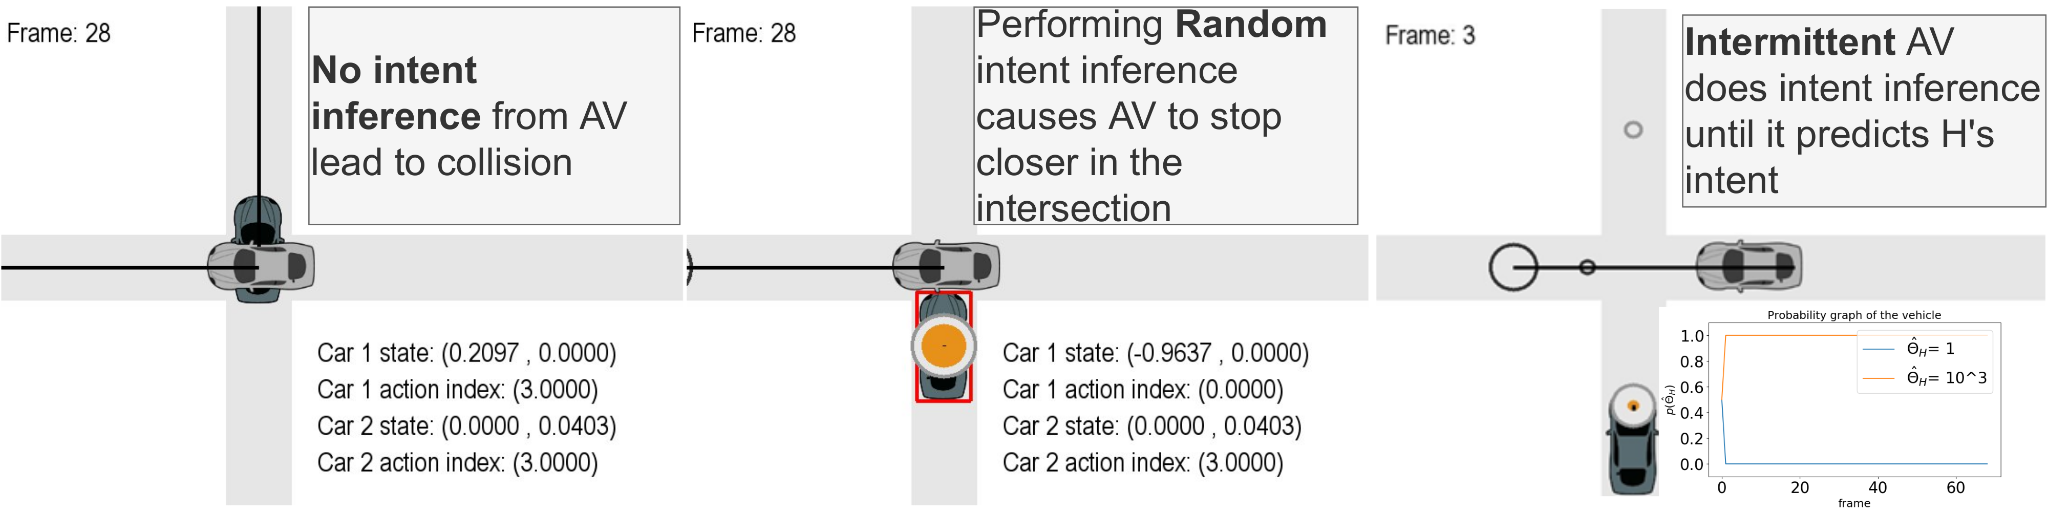 Frame: 28
No intent
inference from AV
lead to collision
Car 1 state: (0.2097 , 0.0000)
Car 1 action index: (3.0000)
Car 2 state: (0.0000 , 0.0403)
Car 2 action index: (3.0000)
Frame: 28
Performing Random
intent inference
causes AV to stop
closer in the
intersection
Car 1 state: (-0.9637 , 0.0000)
Car 1 action index: (0.0000)
Car 2 state: (0.0000 , 0.0403)
Car 2 action index: (3.0000)
Frame: 3
Intermittent AV
does intent inference
until it predicts H's
intent
Probability graph of the vehicle
Θ̂_H= 1
Θ̂_H= 10^3
p(Θ̂_H)
1.0
0.8
0.6
0.4
0.2
0.0
0 20 40 60
frame